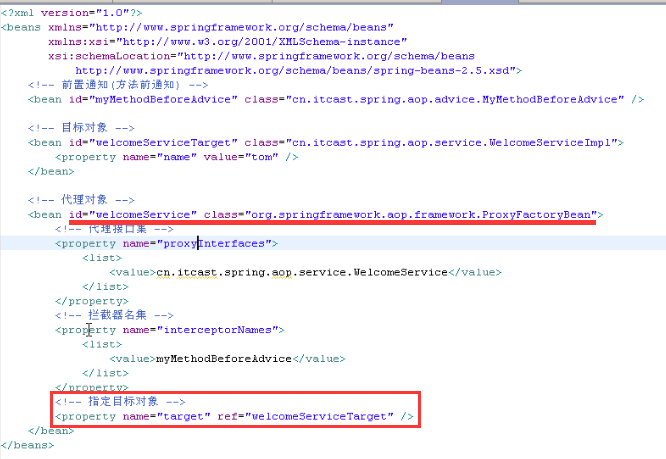 <?xml version="1.0"?>
<beans xmlns="http://www.springframework.org/schema/beans"
xmlns:xsi="http://www.w3.org/2001/XMLSchema-instance"
xsi:schemaLocation="http://www.springframework.org/schema/beans
http://www.springframework.org/schema/beans/spring-beans-2.5.xsd">
<!-- 前置通知(方法前通知) -->
<bean id="myMethodBeforeAdvice" class="cn.itcast.spring.aop.advice.MyMethodBeforeAdvice" />
<!-- 目标对象 -->
<bean id="welcomeServiceTarget" class="cn.itcast.spring.aop.service.WelcomeServiceImpl">
<property name="name" value="tom" />
</bean>
<!-- 代理对象 -->
<bean id="welcomeService" class="org.springframework.aop.framework.ProxyFactoryBean">
<!-- 代理接口集 -->
<property name="proxyInterfaces">
<list>
<value>cn.itcast.spring.aop.service.WelcomeService</value>
</list>
</property>
<!-- 拦截器名集 -->
<property name="interceptorNames">
<list>
<value>myMethodBeforeAdvice</value>
</list>
</property>
<!-- 指定目标对象 -->
<property name="target" ref="welcomeServiceTarget" />
</bean>
</beans>